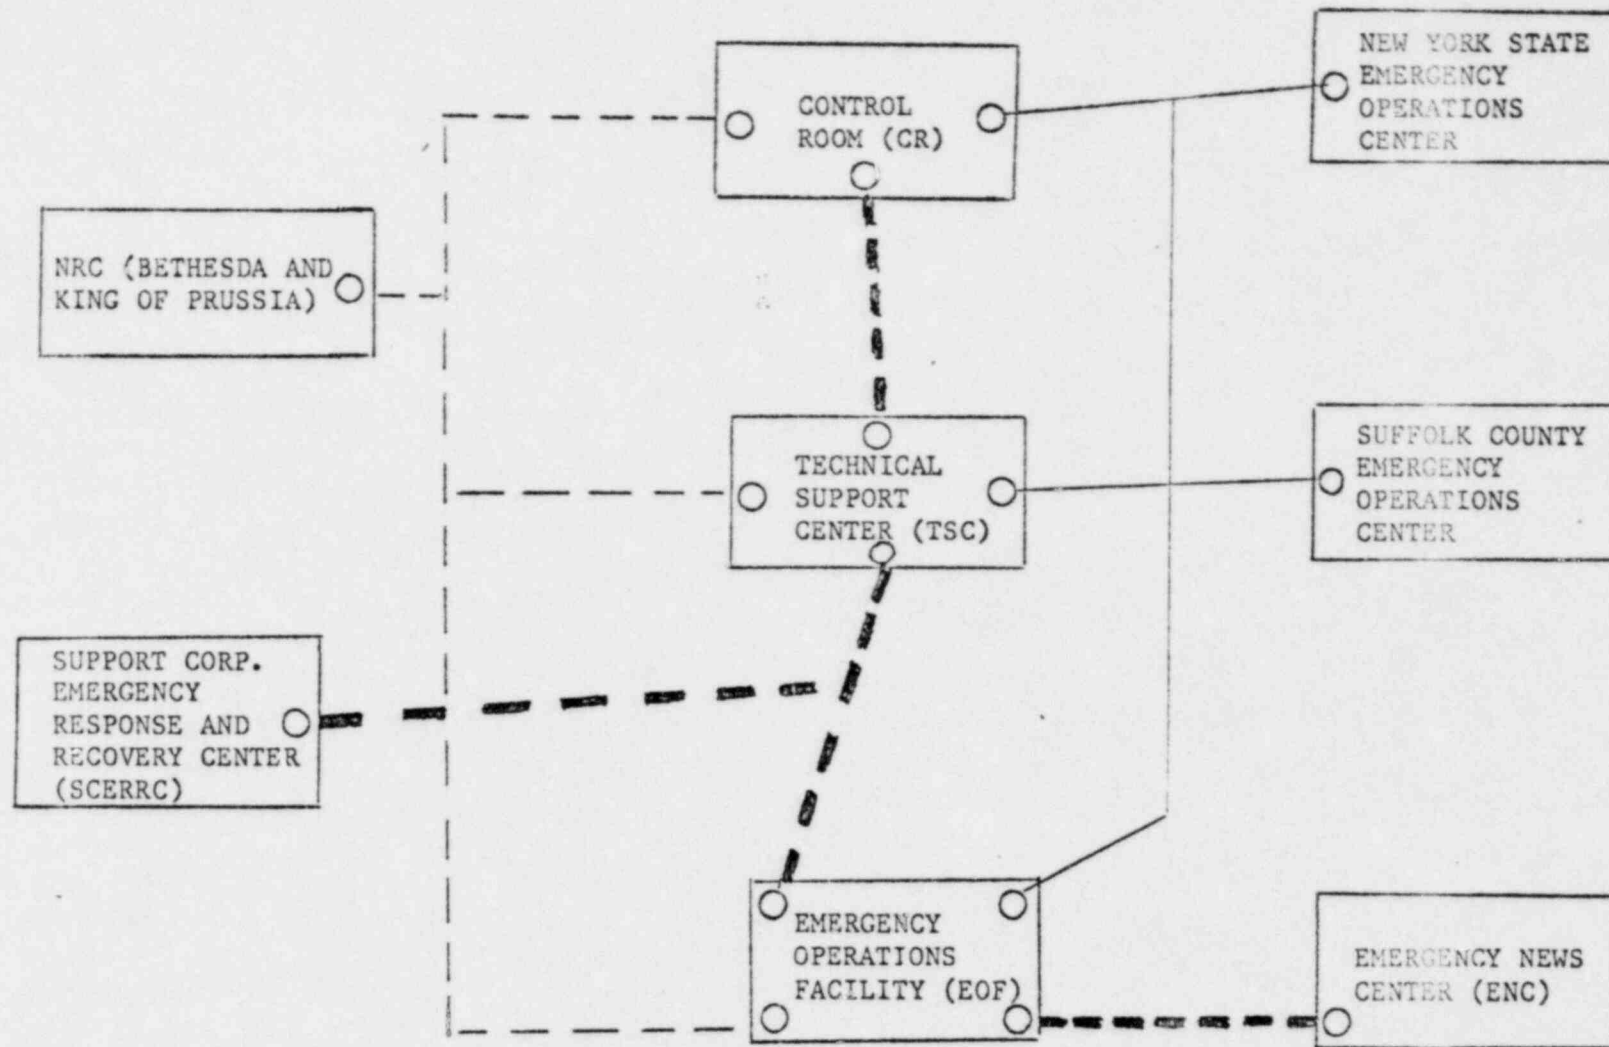 CONTROL
ROOM (CR)
NEW YORK STATE
EMERGENCY
OPERATIONS
CENTER
NRC (BETHESDA AND
KING OF PRUSSIA)
TECHNICAL
SUPPORT
CENTER (TSC)
SUFFOLK COUNTY
EMERGENCY
OPERATIONS
CENTER
SUPPORT CORP.
EMERGENCY
RESPONSE AND
RECOVERY CENTER
(SCERRC)
EMERGENCY
OPERATIONS
FACILITY (EOF)
EMERGENCY NEWS
CENTER (ENC)